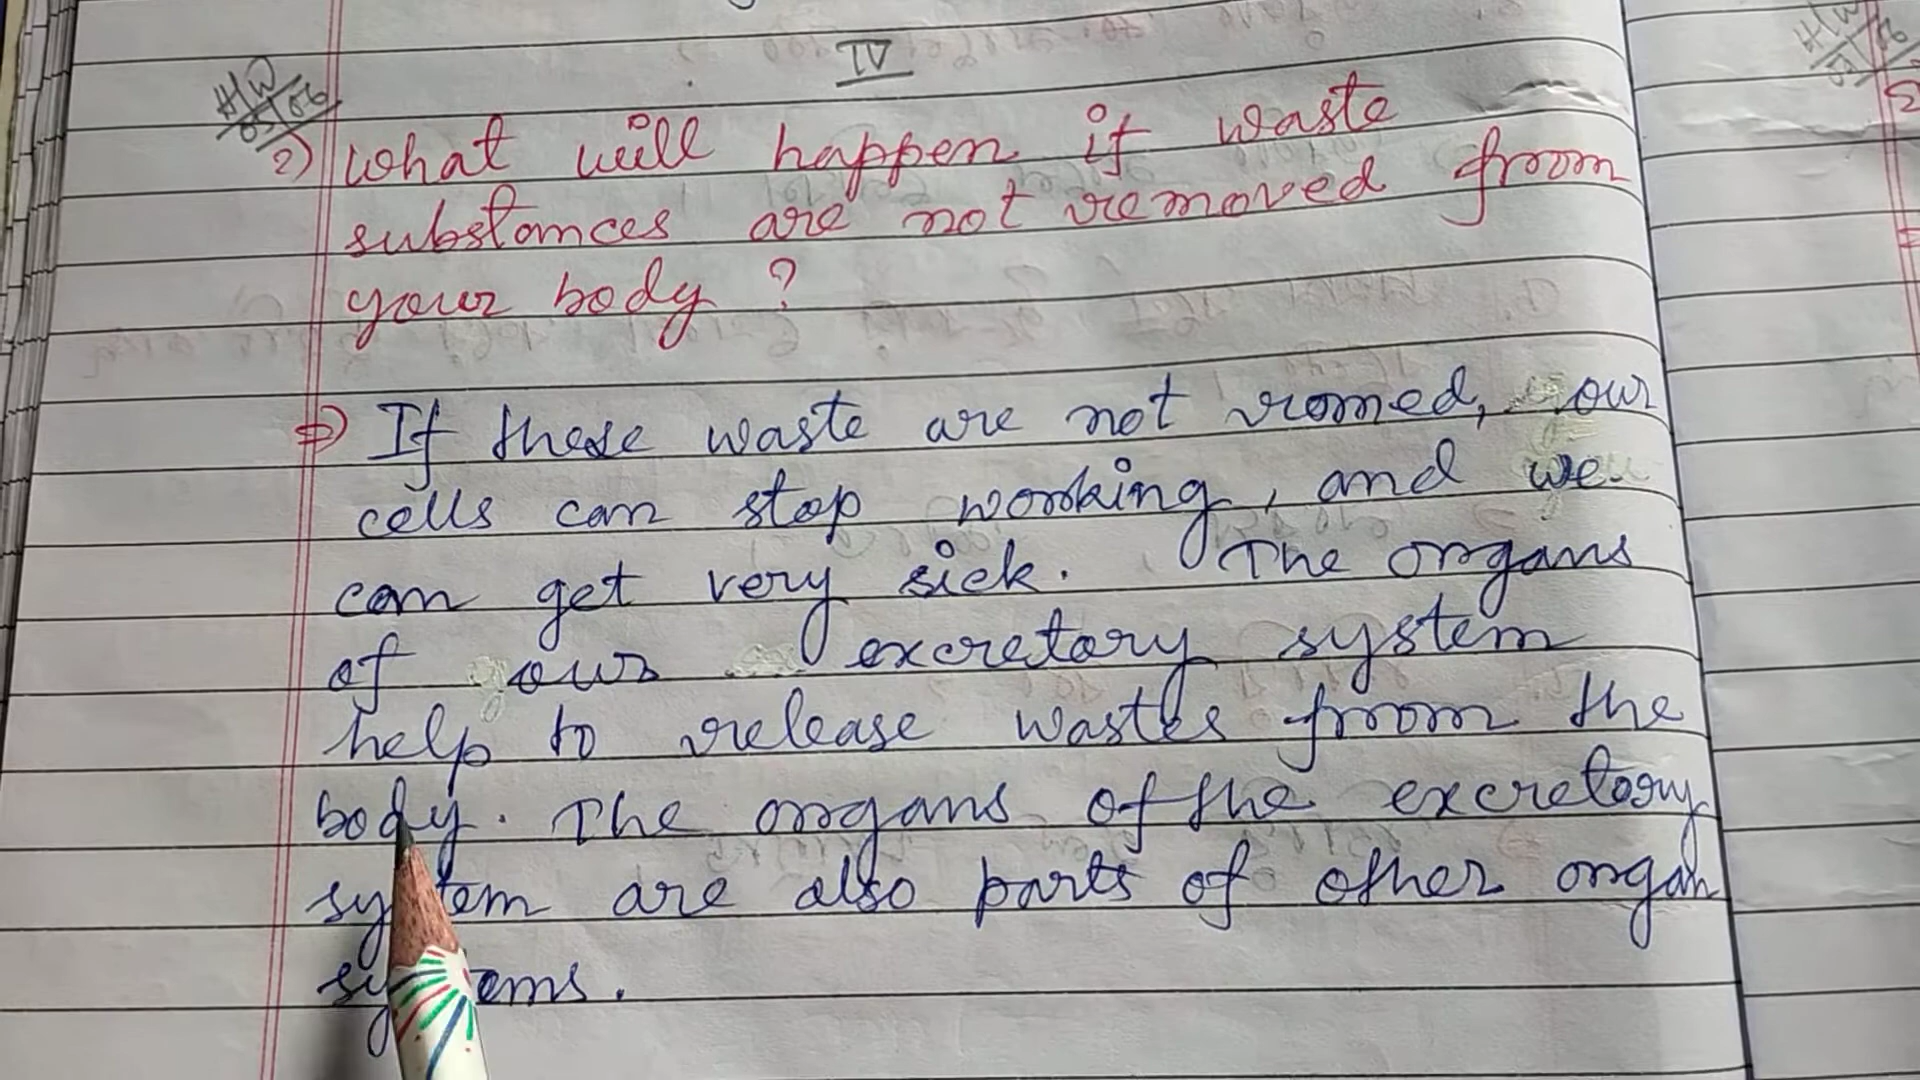 IV
H/W
05/06
2) What will happen if waste
substances are not removed from
your body ?
⇒ If these waste are not romed, our
cells can stop working, and we
can get very sick. The organs
of our excretory system
help to release wastes from the
body. The organs of the excretory
system are also parts of other organ
systems.